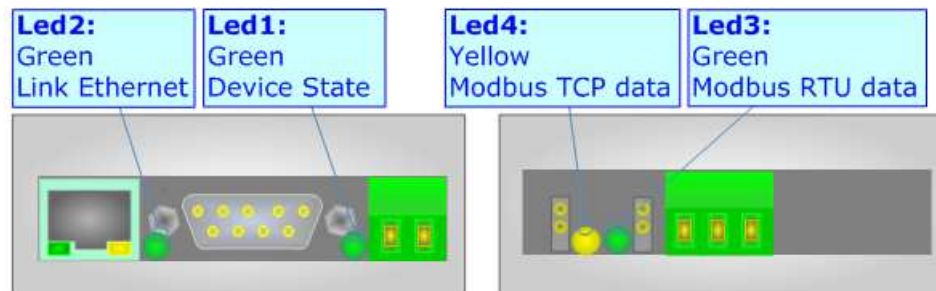 Led2:
Green
Link Ethernet
Led1:
Green
Device State
Led4:
Yellow
Modbus TCP data
Led3:
Green
Modbus RTU data